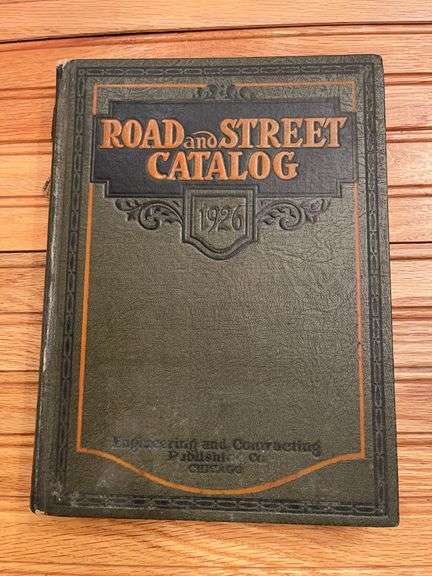 ROAD and STREET
CATALOG
1926
Engineering and Contracting
Publishing Co.
CHICAGO